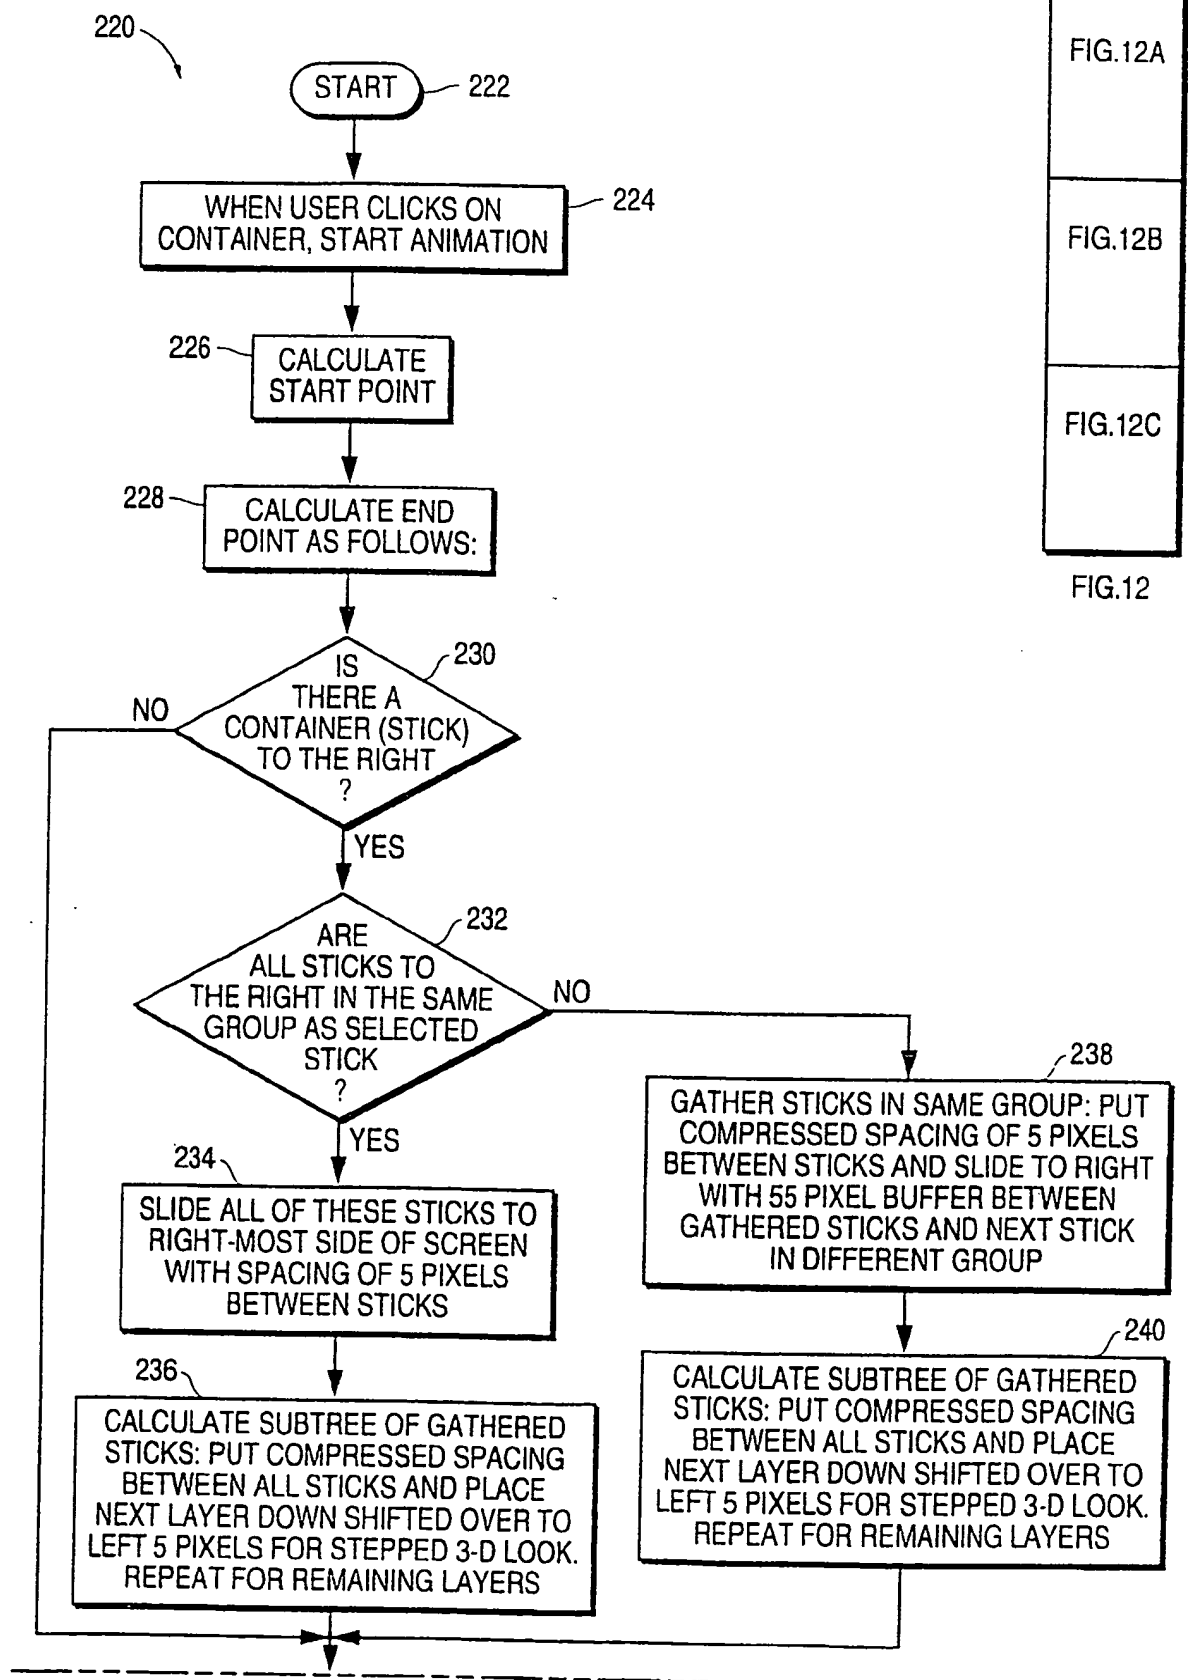 220
START
222
WHEN USER CLICKS ON
CONTAINER, START ANIMATION
224
226
CALCULATE
START POINT
228
CALCULATE END
POINT AS FOLLOWS:
230
IS
THERE A
CONTAINER (STICK)
TO THE RIGHT
?
NO
YES
232
ARE
ALL STICKS TO
THE RIGHT IN THE SAME
GROUP AS SELECTED
STICK
?
NO
YES
234
SLIDE ALL OF THESE STICKS TO
RIGHT-MOST SIDE OF SCREEN
WITH SPACING OF 5 PIXELS
BETWEEN STICKS
236
CALCULATE SUBTREE OF GATHERED
STICKS: PUT COMPRESSED SPACING
BETWEEN ALL STICKS AND PLACE
NEXT LAYER DOWN SHIFTED OVER TO
LEFT 5 PIXELS FOR STEPPED 3-D LOOK.
REPEAT FOR REMAINING LAYERS
238
GATHER STICKS IN SAME GROUP: PUT
COMPRESSED SPACING OF 5 PIXELS
BETWEEN STICKS AND SLIDE TO RIGHT
WITH 55 PIXEL BUFFER BETWEEN
GATHERED STICKS AND NEXT STICK
IN DIFFERENT GROUP
240
CALCULATE SUBTREE OF GATHERED
STICKS: PUT COMPRESSED SPACING
BETWEEN ALL STICKS AND PLACE
NEXT LAYER DOWN SHIFTED OVER TO
LEFT 5 PIXELS FOR STEPPED 3-D LOOK.
REPEAT FOR REMAINING LAYERS
FIG.12A
FIG.12B
FIG.12C
FIG.12